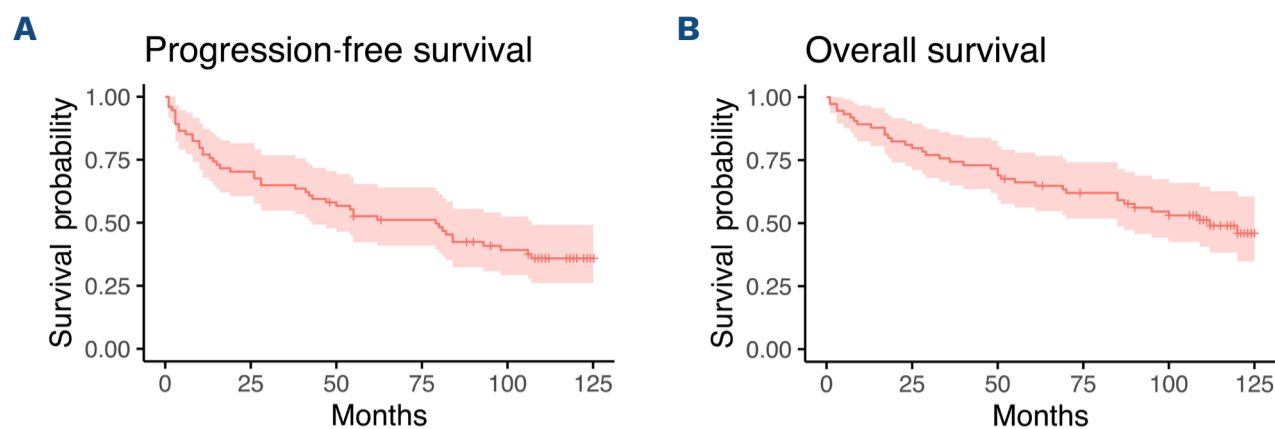 A
Progression-free survival
Survival probability
1.00
0.75
0.50
0.25
0.00
0 25 50 75 100 125
Months
B
Overall survival
Survival probability
1.00
0.75
0.50
0.25
0.00
0 25 50 75 100 125
Months